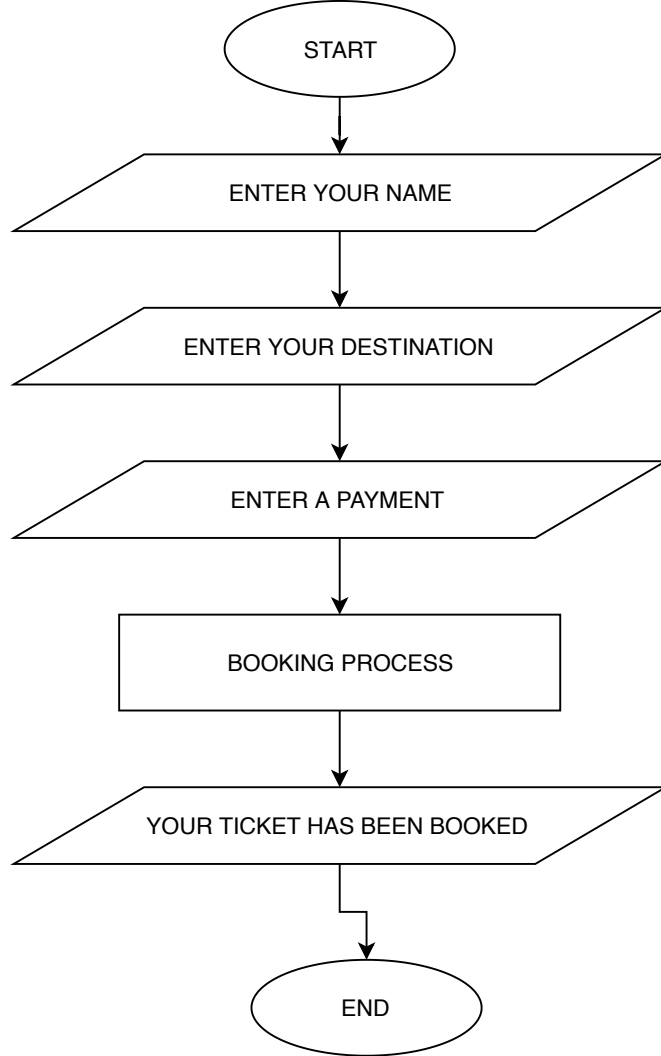 START
ENTER YOUR NAME
ENTER YOUR DESTINATION
ENTER A PAYMENT
BOOKING PROCESS
YOUR TICKET HAS BEEN BOOKED
END